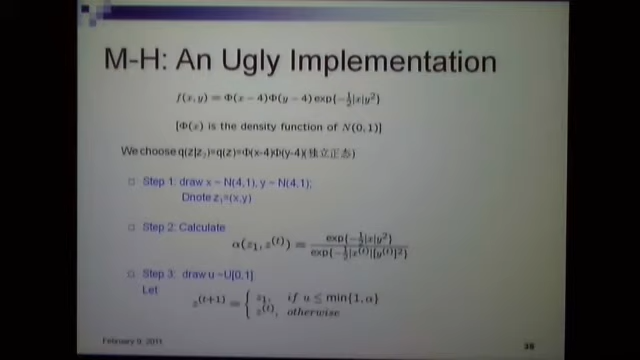 M-H: An Ugly Implementation
f(x, y) = Φ(x − 4)Φ(y − 4) exp{−½|x|y²}
[Φ(x) is the density function of N(0, 1)]
We choose q(z|z₂)=q(z)=Φ(x-4)Φ(y-4)(独立正态)
Step 1: draw x ~ N(4,1), y ~ N(4,1);
Dnote z₁=(x,y)
Step 2: Calculate
α(z₁, z⁽ᵗ⁾) = exp{−½|x|y²} / exp{−½|x⁽ᵗ⁾|[y⁽ᵗ⁾]²}
Step 3: draw u ~U[0,1]
Let
z⁽ᵗ⁺¹⁾ = { z₁, if u ≤ min{1, α}
z⁽ᵗ⁾, otherwise
February 9, 2011
38